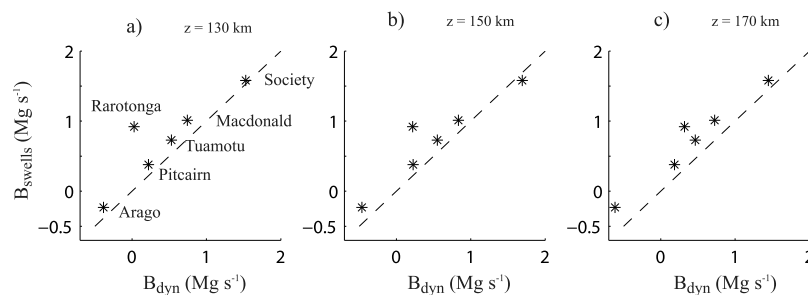 a) z = 130 km
b) z = 150 km
c) z = 170 km
2
1
0
−0.5
B_swells (Mg s⁻¹)
Society
Rarotonga
Macdonald
Tuamotu
Pitcairn
Arago
0 1 2
B_dyn (Mg s⁻¹)
2
1
0
−0.5
0 1 2
B_dyn (Mg s⁻¹)
2
1
0
−0.5
0 1 2
B_dyn (Mg s⁻¹)